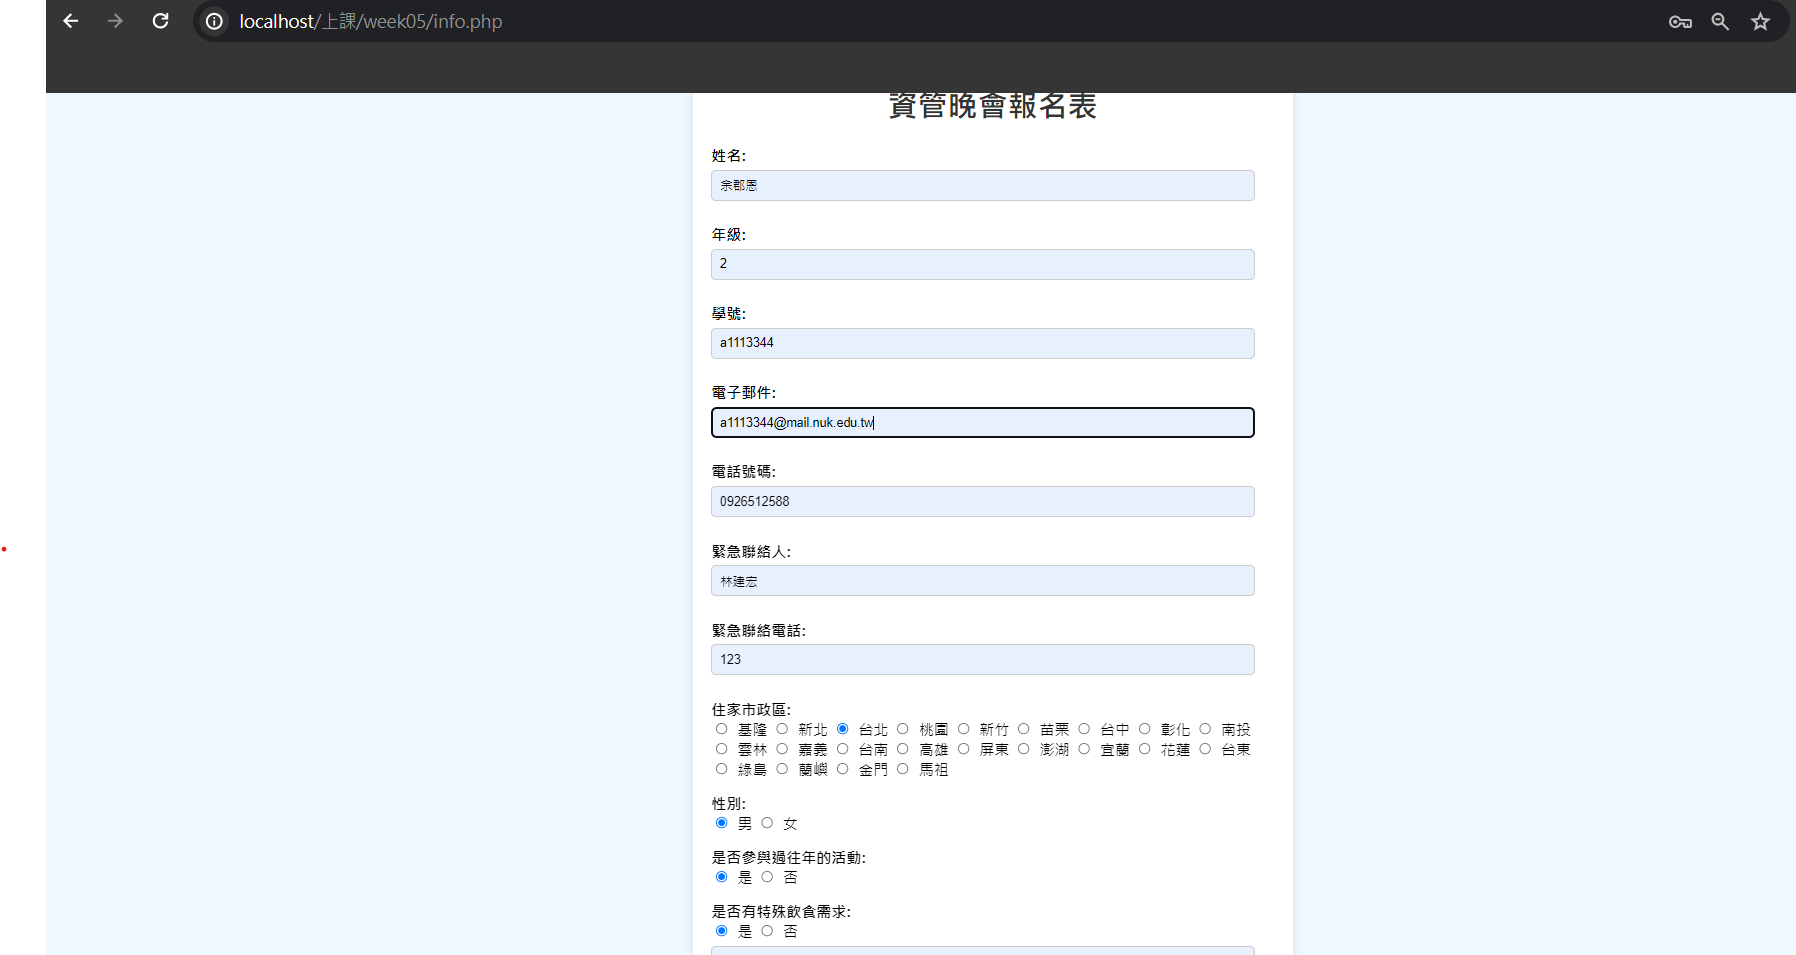 localhost/上課/week05/info.php
資管晚會報名表
姓名:
余郡恩
年級:
2
學號:
a1113344
電子郵件:
a1113344@mail.nuk.edu.tw
電話號碼:
0926512588
緊急聯絡人:
林建宏
緊急聯絡電話:
123
住家市政區:
基隆 新北 台北 桃園 新竹 苗栗 台中 彰化 南投
雲林 嘉義 台南 高雄 屏東 澎湖 宜蘭 花蓮 台東
綠島 蘭嶼 金門 馬祖
性別:
男 女
是否參與過往年的活動:
是 否
是否有特殊飲食需求:
是 否